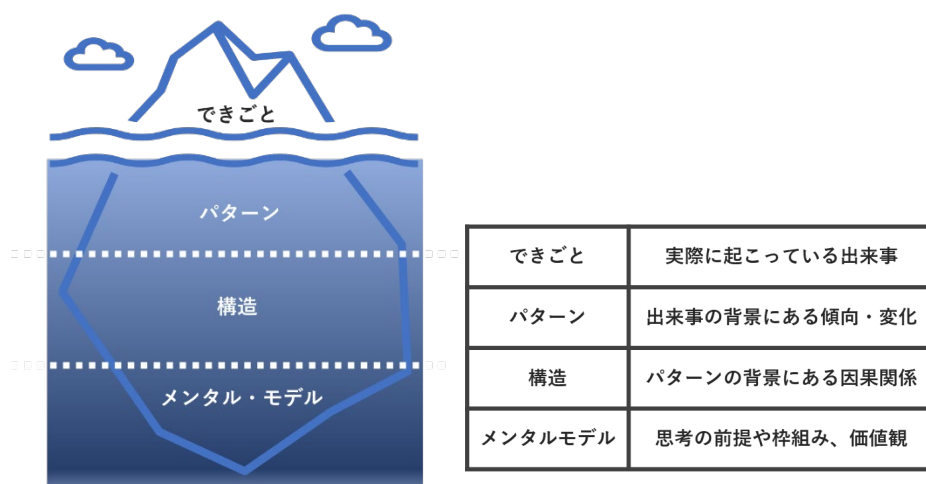 できごと
パターン
構造
メンタル・モデル
できごと 実際に起こっている出来事
パターン 出来事の背景にある傾向・変化
構造 パターンの背景にある因果関係
メンタルモデル 思考の前提や枠組み、価値観